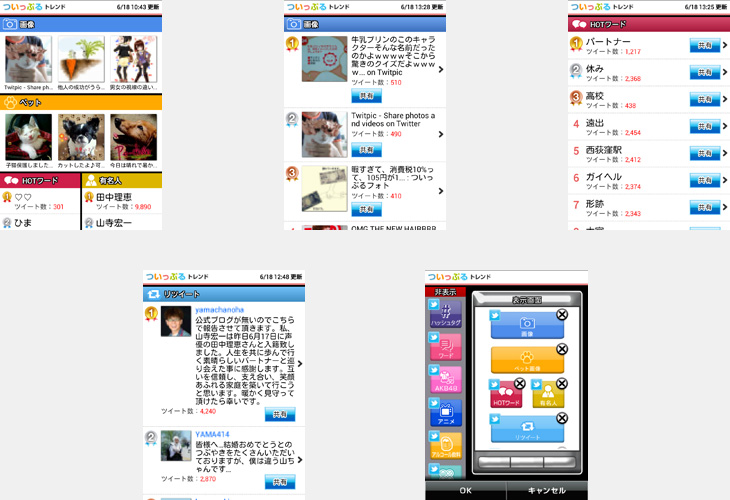 ついっぷる トレンド 6/18 10:43 更新
画像
Twitpic - Share ph...
他人の成功がうら...
男女の視線の違い...
ペット
子猫保護しました...
カットしたよ♪可...
今日は晴れて暑か...
HOTワード
♡♡
ツイート数 : 301
ひま
有名人
田中理恵
ツイート数 : 9,890
山寺宏一
ついっぷる トレンド 6/18 13:28 更新
画像
1
牛乳プリンのこのキャラ
クターそんな名前だった
のかよｗｗｗｗそこから
驚きのクイズだよｗｗｗ
ｗ... on Twitpic
ツイート数 : 510
共有
2
Twitpic - Share photos a
nd videos on Twitter
ツイート数 : 490
共有
3
暇すぎて、消費税10%っ
て、105円が1... : ついっ
ぷるフォト
ツイート数 : 410
共有
OMG THE NEW HAIRBBB
ついっぷる トレンド 6/18 13:25 更新
HOTワード
1 パートナー
ツイート数 : 1,217
共有
2 休み
ツイート数 : 2,368
共有
3 高校
ツイート数 : 438
共有
4 遠出
ツイート数 : 2,464
共有
5 西荻窪駅
ツイート数 : 2,412
共有
6 ガイヘル
ツイート数 : 2,374
共有
7 形跡
ツイート数 : 2,343
共有
ついっぷる トレンド 6/18 12:48 更新
リツイート
1
yamachanoha
公式ブログが無いのでこちら
で報告させて頂きます。私、
山寺宏一は昨日6月17日に声
優の田中理恵さんと入籍致し
ました。人生を共に歩んで行
く素晴らしいパートナーと巡
り会えた事に感謝します。互
いを信頼し、支え合い、笑顔
あふれる家庭を築いて行こう
と思います。暖かく見守って
頂けたら幸いです。
ツイート数 : 4,240
共有
2
YAMA414
皆様へ...結婚おめでとうとの
つぶやきをたくさんいただい
ておりますが、僕は違う山ち
ゃんです...
ツイート数 : 2,870
共有
ついっぷる トレンド
非表示
ハッシュタグ
ワード
AKB48
アニメ
アルコール飲料
表示画面
画像
ペット画像
HOTワード
有名人
リツイート
OK
キャンセル